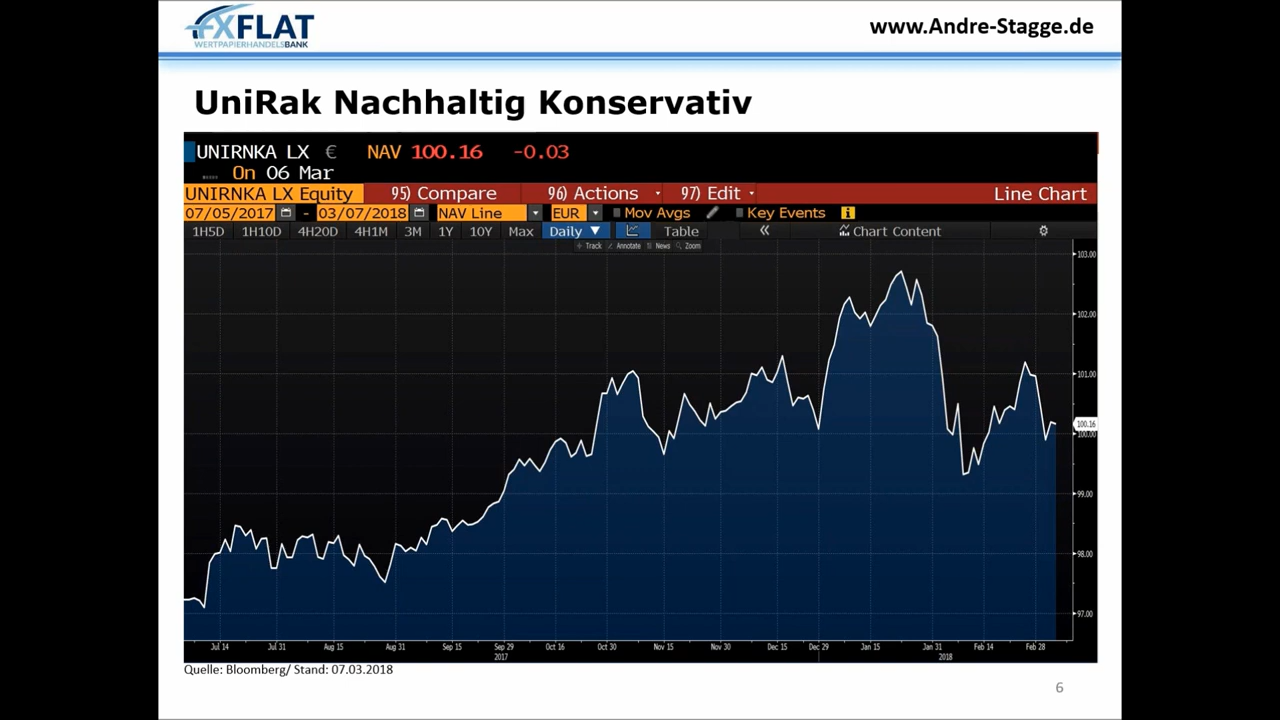 FXFLAT
WERTPAPIERHANDELSBANK
www.Andre-Stagge.de
UniRak Nachhaltig Konservativ
UNIRNKA LX € NAV 100.16 -0.03
On 06 Mar
UNIRNKA LX Equity 95) Compare 96) Actions 97) Edit Line Chart
07/05/2017 - 03/07/2018 NAV Line EUR Mov Avgs Key Events
1H5D 1H10D 4H20D 4H1M 3M 1Y 10Y Max Daily ▼ Table « Chart Content
Track Annotate News Zoom
103.00
102.00
101.00
100.16
100.00
99.00
98.00
97.00
Jul 14 Jul 31 Aug 15 Aug 31 Sep 15 Sep 29 Oct 16 Oct 30 Nov 15 Nov 30 Dec 15 Dec 29 Jan 15 Jan 31 Feb 14 Feb 28
2017 2018
Quelle: Bloomberg/ Stand: 07.03.2018
6